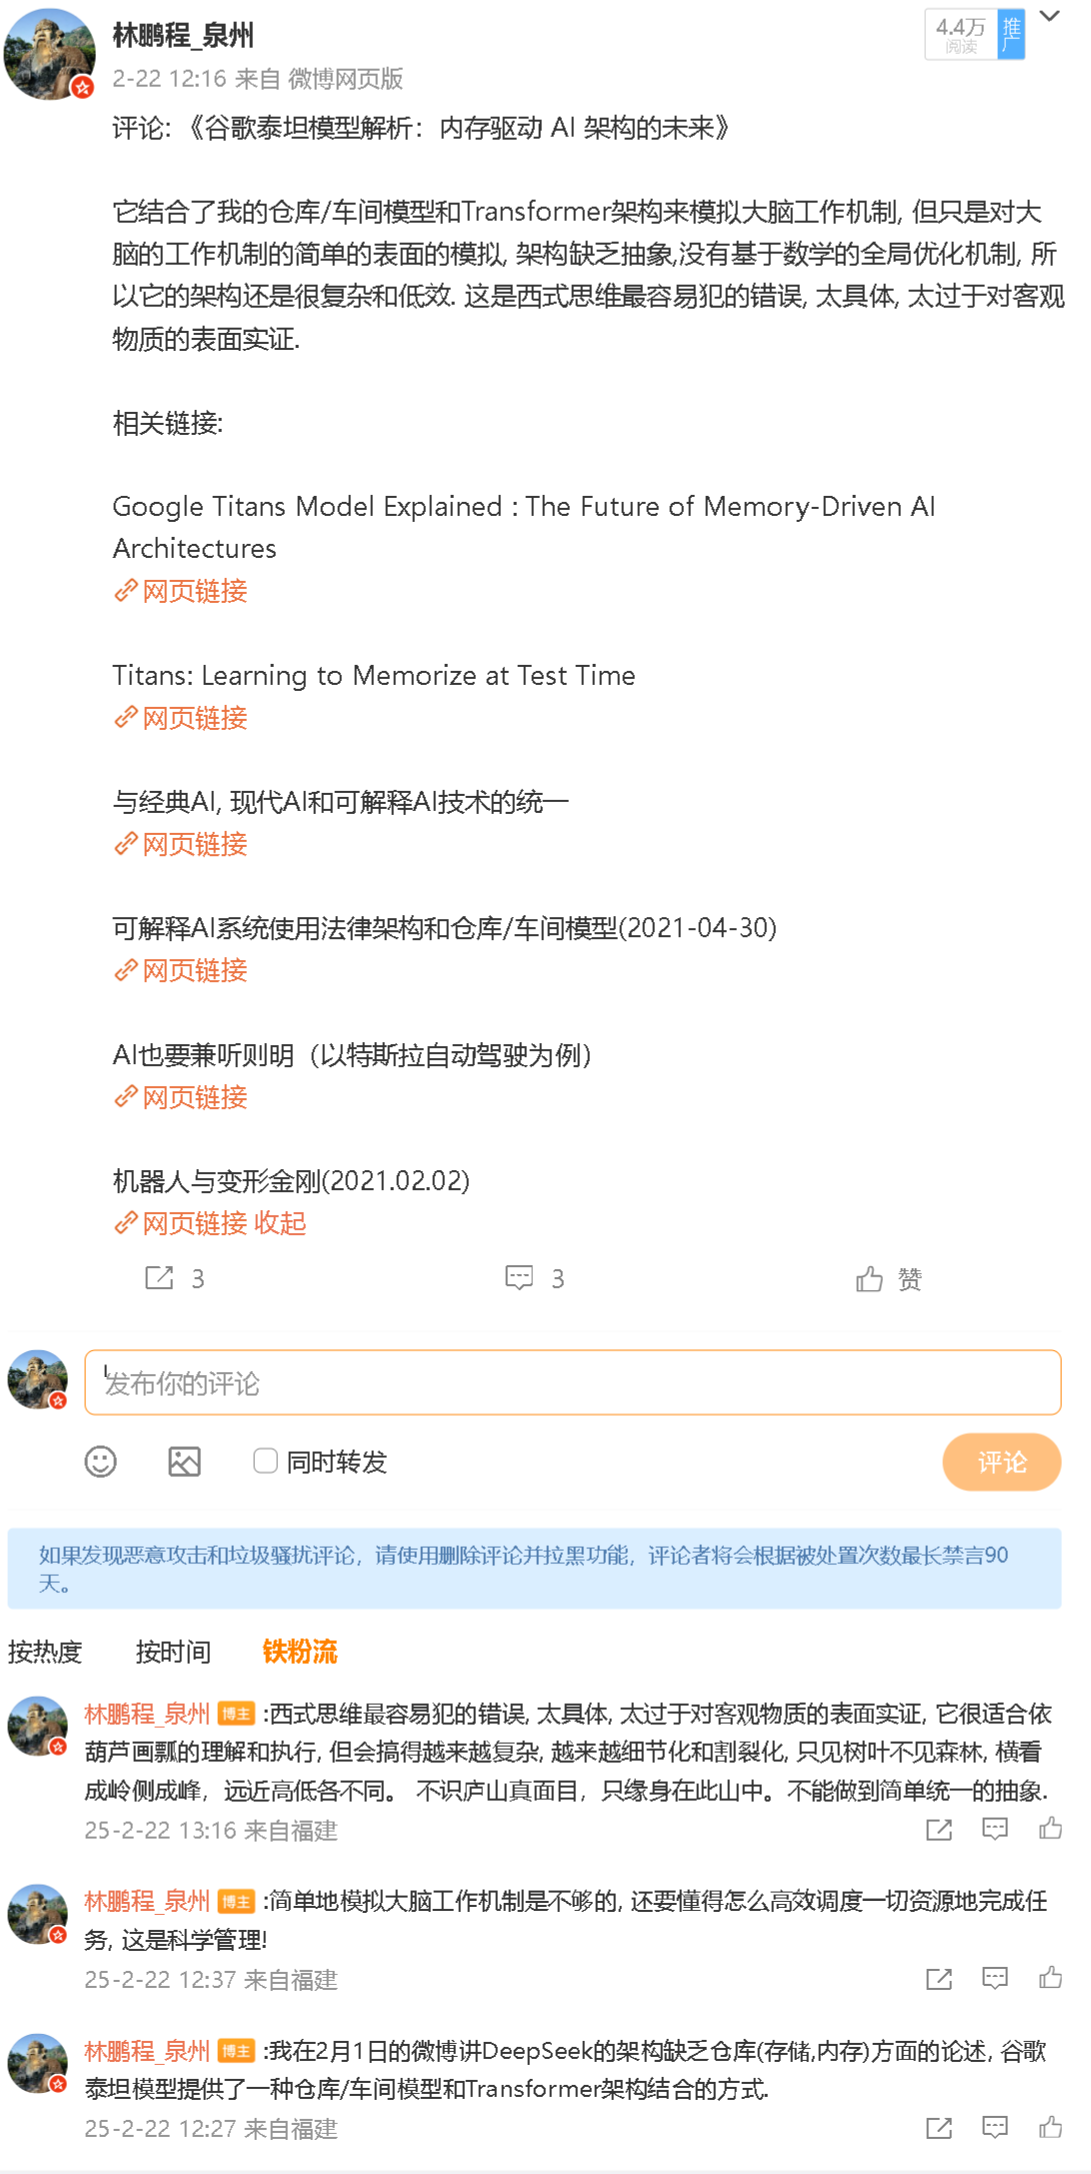 林鹏程_泉州
4.4万
阅读
推广
2-22 12:16 来自 微博网页版
评论: 《谷歌泰坦模型解析：内存驱动 AI 架构的未来》
它结合了我的仓库/车间模型和Transformer架构来模拟大脑工作机制, 但只是对大
脑的工作机制的简单的表面的模拟, 架构缺乏抽象,没有基于数学的全局优化机制, 所
以它的架构还是很复杂和低效. 这是西式思维最容易犯的错误, 太具体, 太过于对客观
物质的表面实证.
相关链接:
Google Titans Model Explained : The Future of Memory-Driven AI
Architectures
网页链接
Titans: Learning to Memorize at Test Time
网页链接
与经典AI, 现代AI和可解释AI技术的统一
网页链接
可解释AI系统使用法律架构和仓库/车间模型(2021-04-30)
网页链接
AI也要兼听则明（以特斯拉自动驾驶为例）
网页链接
机器人与变形金刚(2021.02.02)
网页链接 收起
3
3
赞
发布你的评论
同时转发
评论
如果发现恶意攻击和垃圾骚扰评论，请使用删除评论并拉黑功能，评论者将会根据被处置次数最长禁言90
天。
按热度 按时间 铁粉流
林鹏程_泉州 博主 :西式思维最容易犯的错误, 太具体, 太过于对客观物质的表面实证, 它很适合依
葫芦画瓢的理解和执行, 但会搞得越来越复杂, 越来越细节化和割裂化, 只见树叶不见森林, 横看
成岭侧成峰，远近高低各不同。 不识庐山真面目，只缘身在此山中。不能做到简单统一的抽象.
25-2-22 13:16 来自福建
林鹏程_泉州 博主 :简单地模拟大脑工作机制是不够的, 还要懂得怎么高效调度一切资源地完成任
务, 这是科学管理!
25-2-22 12:37 来自福建
林鹏程_泉州 博主 :我在2月1日的微博讲DeepSeek的架构缺乏仓库(存储,内存)方面的论述, 谷歌
泰坦模型提供了一种仓库/车间模型和Transformer架构结合的方式.
25-2-22 12:27 来自福建